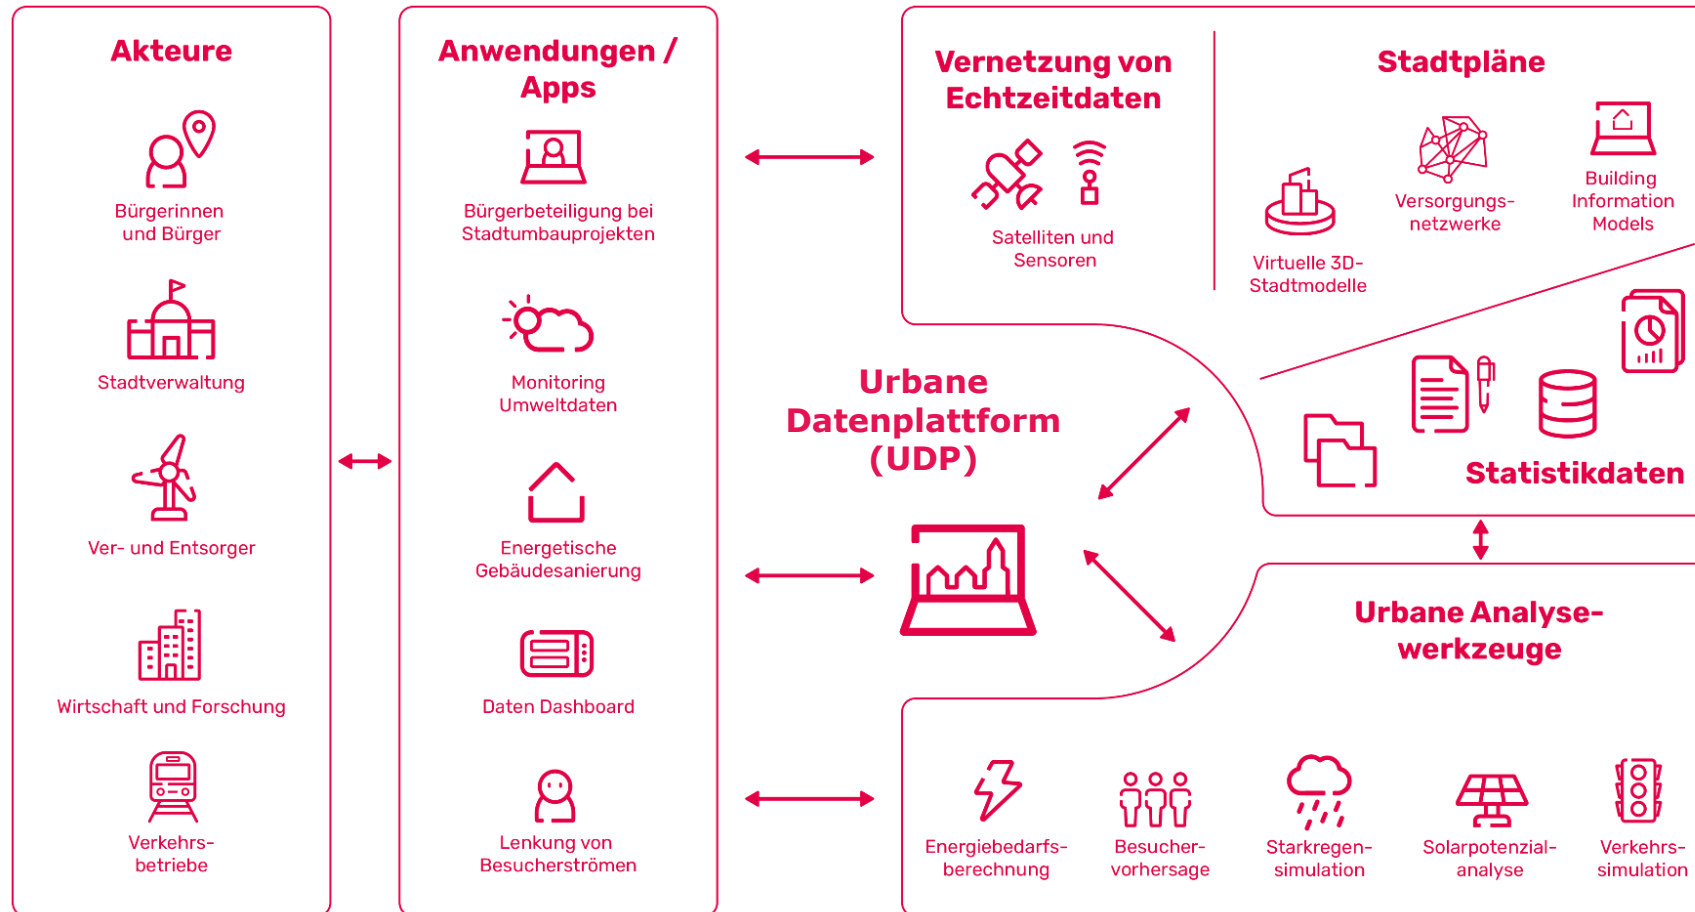 Akteure
Bürgerinnen
und Bürger
Stadtverwaltung
Ver- und Entsorger
Wirtschaft und Forschung
Verkehrs-
betriebe
Anwendungen /
Apps
Bürgerbeteiligung bei
Stadtumbauprojekten
Monitoring
Umweltdaten
Energetische
Gebäudesanierung
Daten Dashboard
Lenkung von
Besucherströmen
Urbane
Datenplattform
(UDP)
Vernetzung von
Echtzeitdaten
Satelliten und
Sensoren
Stadtpläne
Virtuelle 3D-
Stadtmodelle
Versorgungs-
netzwerke
Building
Information
Models
Statistikdaten
Urbane Analyse-
werkzeuge
Energiebedarfs-
berechnung
Besucher-
vorhersage
Starkregen-
simulation
Solarpotenzial-
analyse
Verkehrs-
simulation